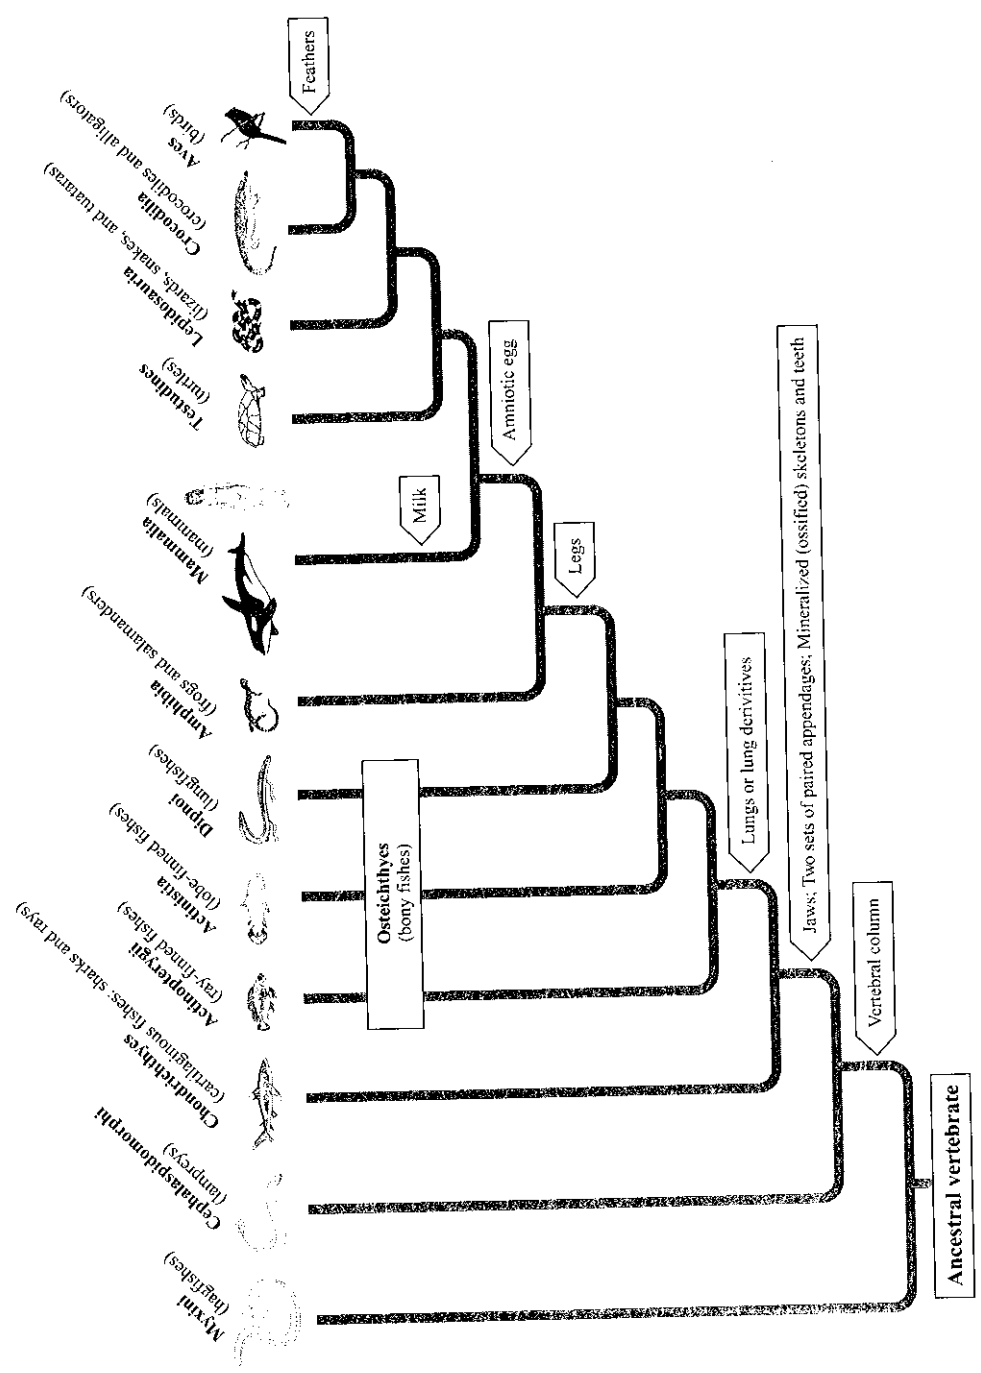 Myxini
(hagfishes)
Cephalaspidomorphi
(lampreys)
Chondrichthyes
(cartilaginous fishes; sharks and rays)
Actinopterygii
(ray-finned fishes)
Actinistia
(lobe-finned fishes)
Dipnoi
(lungfishes)
Amphibia
(frogs and salamanders)
Mammalia
(mammals)
Testudines
(turtles)
Lepidosauria
(lizards, snakes, and tuataras)
Crocodilia
(crocodiles and alligators)
Aves
(birds)
Feathers
Milk
Amniotic egg
Legs
Osteichthyes
(bony fishes)
Lungs or lung derivitives
Jaws; Two sets of paired appendages; Mineralized (ossified) skeletons and teeth
Vertebral column
Ancestral vertebrate